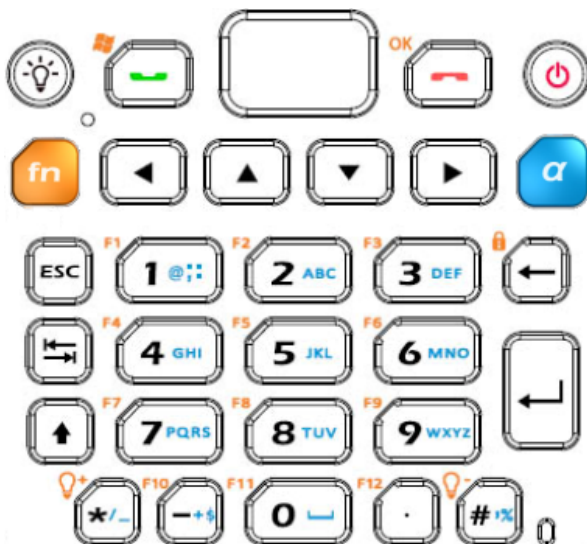 OK
fn α
F1 F2 F3
ESC 1 @;: 2 ABC 3 DEF
F4 F5 F6
4 GHI 5 JKL 6 MNO
F7 F8 F9
7 PQRS 8 TUV 9 WXYZ
+ F10 F11 F12 -
*/_ -+$ 0 . #'%